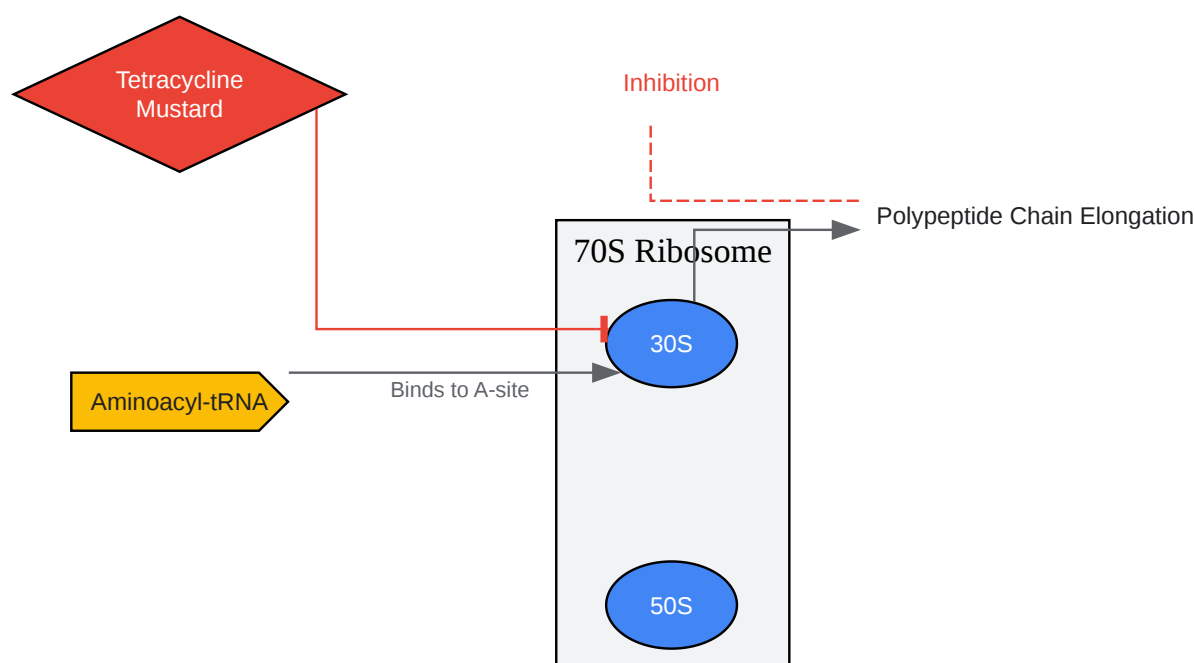 Tetracycline
Mustard
Inhibition
Polypeptide Chain Elongation
70S Ribosome
30S
Binds to A-site
Aminoacyl-tRNA
50S